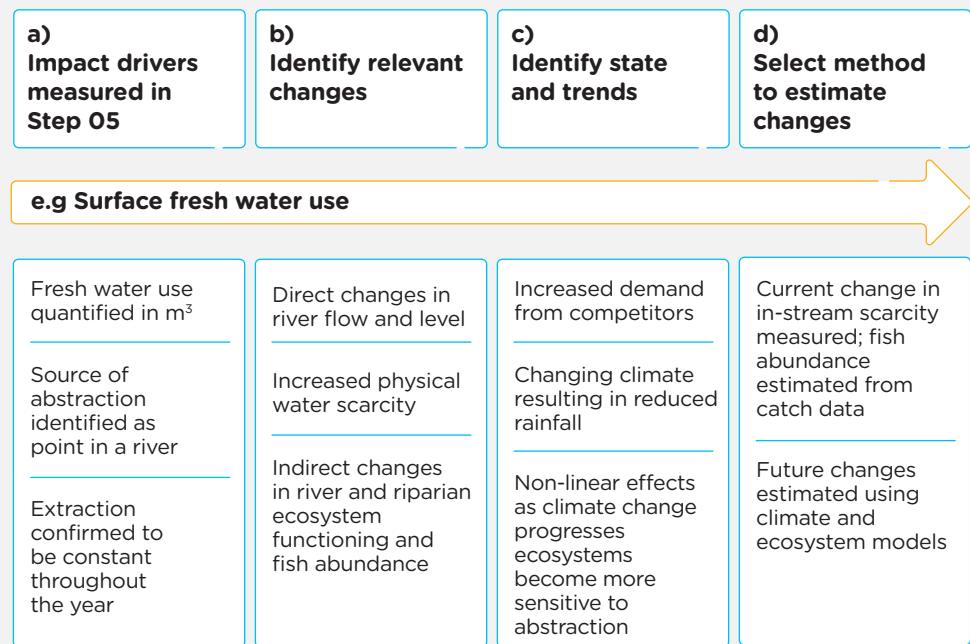 a)
Impact drivers
measured in
Step 05
b)
Identify relevant
changes
c)
Identify state
and trends
d)
Select method
to estimate
changes
e.g Surface fresh water use
Fresh water use
quantified in m³
Source of
abstraction
identified as
point in a river
Extraction
confirmed to
be constant
throughout
the year
Direct changes in
river flow and level
Increased physical
water scarcity
Indirect changes
in river and riparian
ecosystem
functioning and
fish abundance
Increased demand
from competitors
Changing climate
resulting in reduced
rainfall
Non-linear effects
as climate change
progresses
ecosystems
become more
sensitive to
abstraction
Current change in
in-stream scarcity
measured; fish
abundance
estimated from
catch data
Future changes
estimated using
climate and
ecosystem models